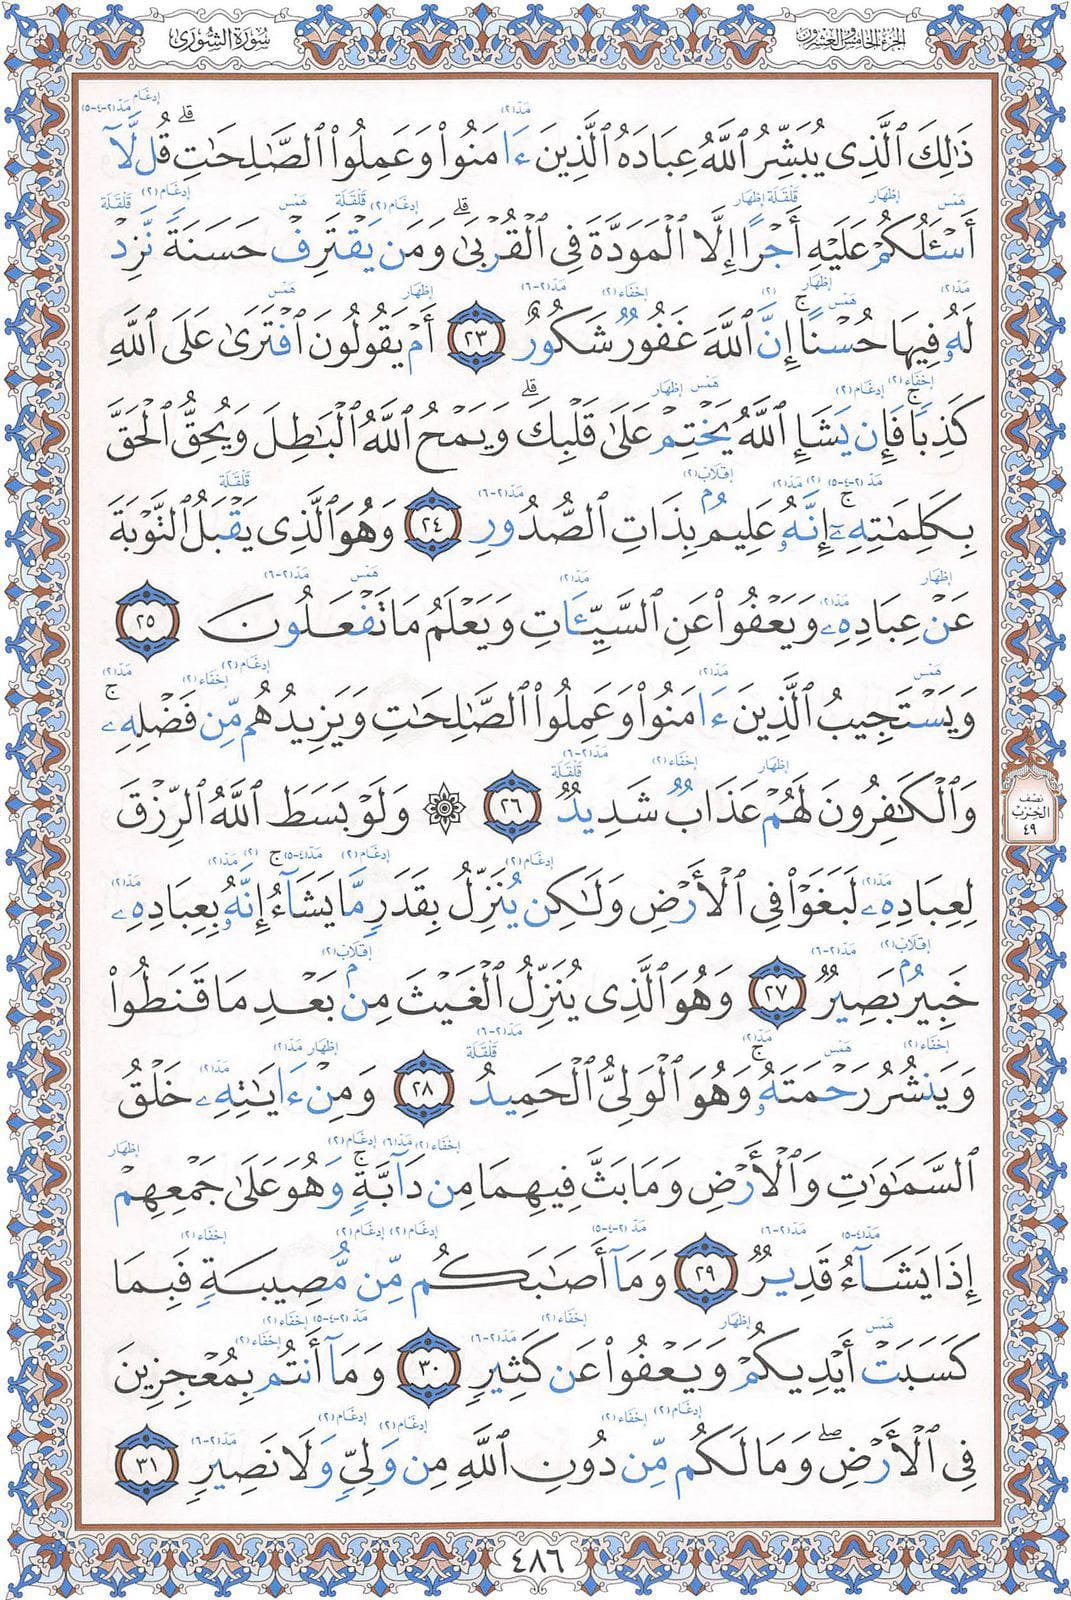 الجزء الخامس والعشرون
سورة الشورى
ذَٰلِكَ ٱلَّذِى يُبَشِّرُ ٱللَّهُ عِبَادَهُ ٱلَّذِينَ ءَامَنُوا۟ وَعَمِلُوا۟ ٱلصَّـٰلِحَـٰتِ ۗ قُل لَّآ
أَسْـَٔلُكُمْ عَلَيْهِ أَجْرًا إِلَّا ٱلْمَوَدَّةَ فِى ٱلْقُرْبَىٰ ۗ وَمَن يَقْتَرِفْ حَسَنَةً نَّزِدْ
لَهُۥ فِيهَا حُسْنًا ۚ إِنَّ ٱللَّهَ غَفُورٌ شَكُورٌ ٢٣ أَمْ يَقُولُونَ ٱفْتَرَىٰ عَلَى ٱللَّهِ
كَذِبًا ۖ فَإِن يَشَإِ ٱللَّهُ يَخْتِمْ عَلَىٰ قَلْبِكَ ۗ وَيَمْحُ ٱللَّهُ ٱلْبَـٰطِلَ وَيُحِقُّ ٱلْحَقَّ
بِكَلِمَـٰتِهِۦٓ ۚ إِنَّهُۥ عَلِيمٌۢ بِذَاتِ ٱلصُّدُورِ ٢٤ وَهُوَ ٱلَّذِى يَقْبَلُ ٱلتَّوْبَةَ
عَنْ عِبَادِهِۦ وَيَعْفُوا۟ عَنِ ٱلسَّيِّـَٔاتِ وَيَعْلَمُ مَا تَفْعَلُونَ ٢٥
وَيَسْتَجِيبُ ٱلَّذِينَ ءَامَنُوا۟ وَعَمِلُوا۟ ٱلصَّـٰلِحَـٰتِ وَيَزِيدُهُم مِّن فَضْلِهِۦ ۚ
وَٱلْكَـٰفِرُونَ لَهُمْ عَذَابٌ شَدِيدٌ ٢٦ ۞ وَلَوْ بَسَطَ ٱللَّهُ ٱلرِّزْقَ
نصف الحزب ٤٩
لِعِبَادِهِۦ لَبَغَوْا۟ فِى ٱلْأَرْضِ وَلَـٰكِن يُنَزِّلُ بِقَدَرٍ مَّا يَشَآءُ ۚ إِنَّهُۥ بِعِبَادِهِۦ
خَبِيرٌۢ بَصِيرٌ ٢٧ وَهُوَ ٱلَّذِى يُنَزِّلُ ٱلْغَيْثَ مِنۢ بَعْدِ مَا قَنَطُوا۟
وَيَنشُرُ رَحْمَتَهُۥ ۚ وَهُوَ ٱلْوَلِىُّ ٱلْحَمِيدُ ٢٨ وَمِنْ ءَايَـٰتِهِۦ خَلْقُ
ٱلسَّمَـٰوَٰتِ وَٱلْأَرْضِ وَمَا بَثَّ فِيهِمَا مِن دَآبَّةٍ ۚ وَهُوَ عَلَىٰ جَمْعِهِمْ
إِذَا يَشَآءُ قَدِيرٌ ٢٩ وَمَآ أَصَـٰبَكُم مِّن مُّصِيبَةٍ فَبِمَا
كَسَبَتْ أَيْدِيكُمْ وَيَعْفُوا۟ عَن كَثِيرٍ ٣٠ وَمَآ أَنتُم بِمُعْجِزِينَ
فِى ٱلْأَرْضِ ۖ وَمَا لَكُم مِّن دُونِ ٱللَّهِ مِن وَلِىٍّ وَلَا نَصِيرٍ ٣١
٤٨٦